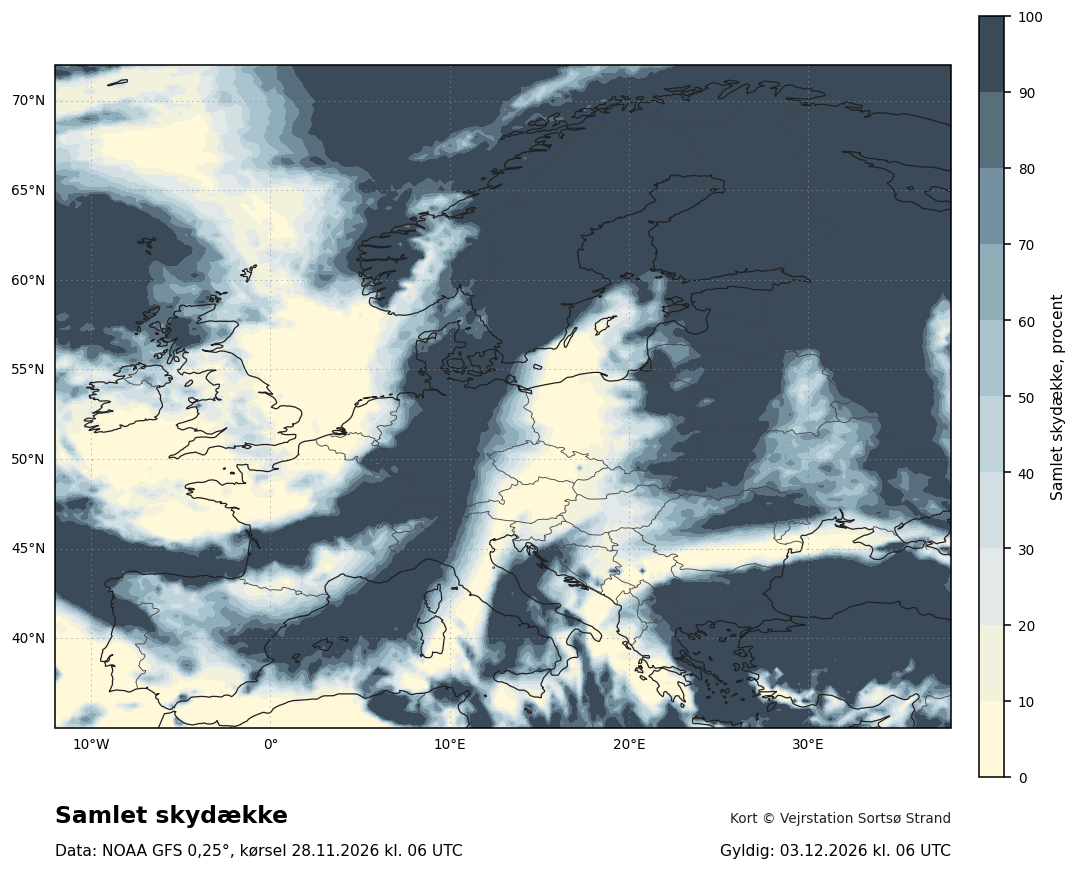 100
90
80
70
60
50
40
30
20
10
0
Samlet skydække, procent
70°N
65°N
60°N
55°N
50°N
45°N
40°N
10°W
0°
10°E
20°E
30°E
Samlet skydække
Kort © Vejrstation Sortsø Strand
Data: NOAA GFS 0,25°, kørsel 28.11.2026 kl. 06 UTC
Gyldig: 03.12.2026 kl. 06 UTC